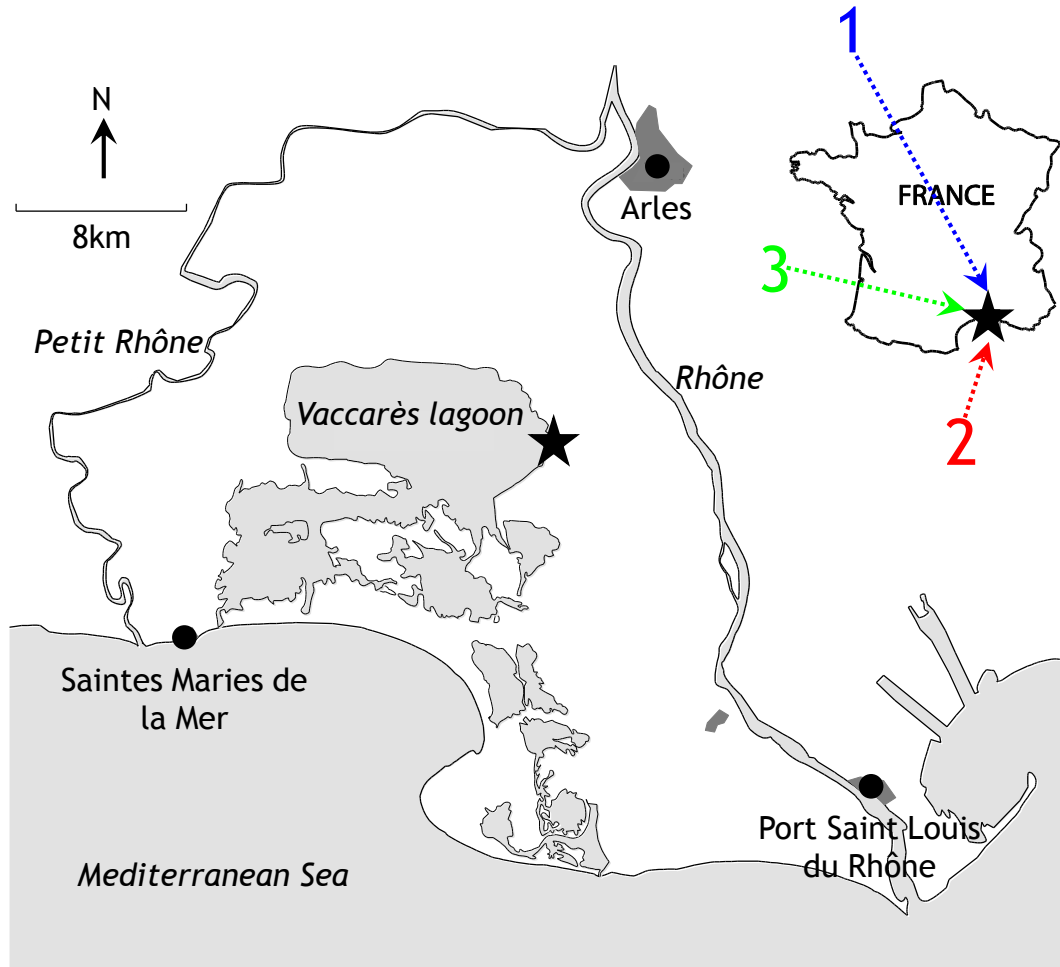 1
N
Arles
FRANCE
8km
3
Petit Rhône
Rhône
Vaccarès lagoon
2
Saintes Maries de
la Mer
Port Saint Louis
du Rhône
Mediterranean Sea